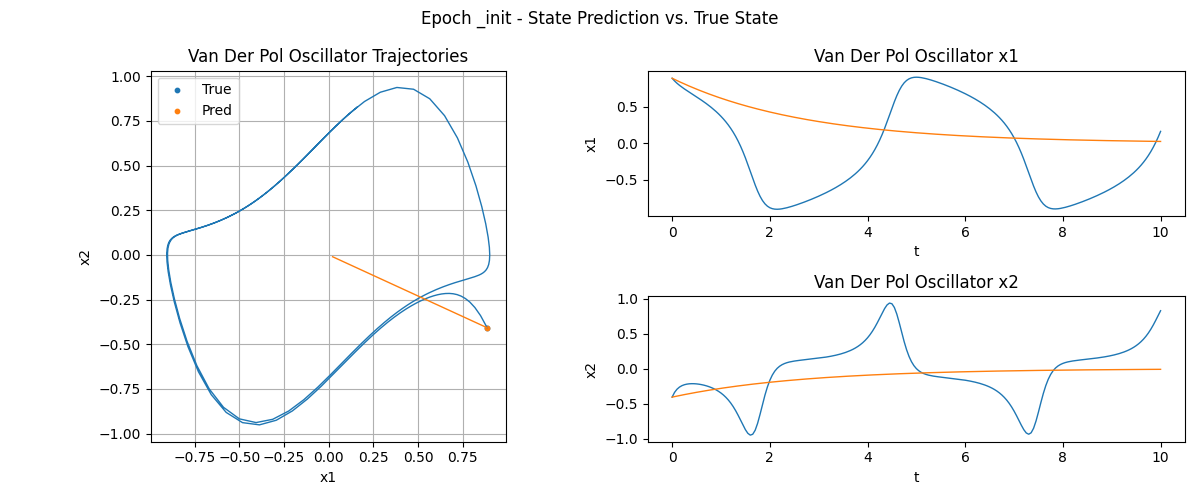 Epoch _init - State Prediction vs. True State
Van Der Pol Oscillator Trajectories
True
Pred
1.00
0.75
0.50
0.25
0.00
−0.25
−0.50
−0.75
−1.00
x2
−0.75 −0.50 −0.25 0.00 0.25 0.50 0.75
x1
Van Der Pol Oscillator x1
0.5
0.0
−0.5
x1
0 2 4 6 8 10
t
Van Der Pol Oscillator x2
1.0
0.5
0.0
−0.5
−1.0
x2
0 2 4 6 8 10
t